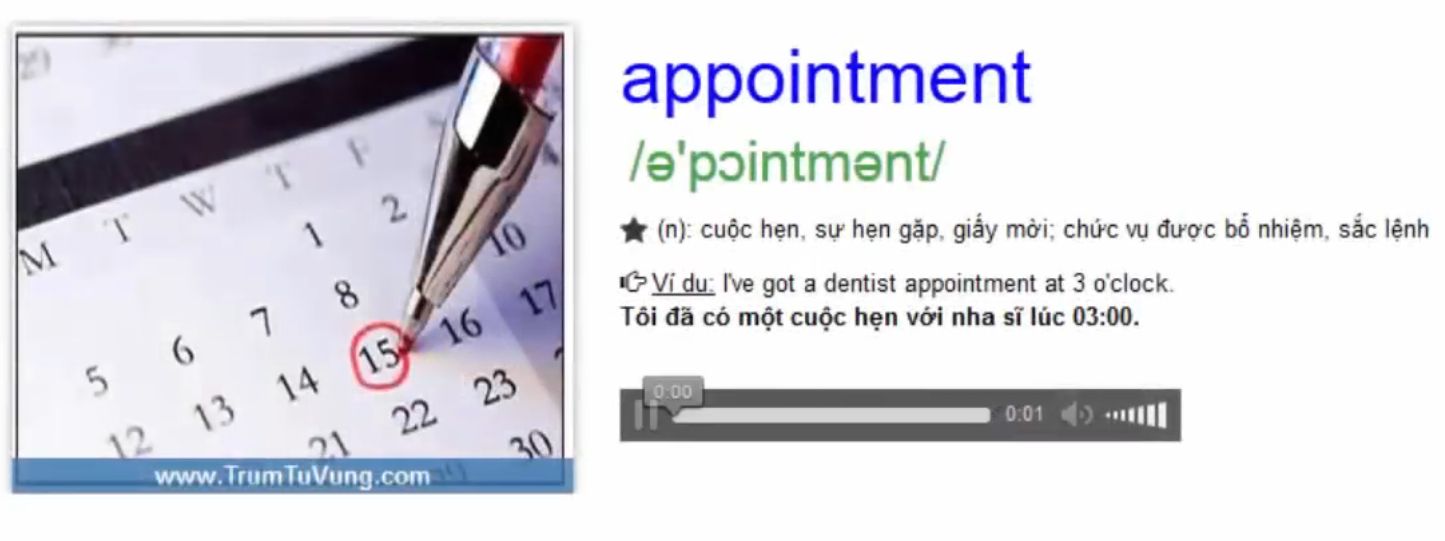 appointment
/ə'pɔintmənt/
(n): cuộc hẹn, sự hẹn gặp, giấy mời; chức vụ được bổ nhiệm, sắc lệnh
Ví dụ: I've got a dentist appointment at 3 o'clock.
Tôi đã có một cuộc hẹn với nha sĩ lúc 03:00.
0:00
0:01
M T W T F S
1 2
5 6 7 8 10
12 13 14 15 16 17
21 22 23
30
www.TrumTuVung.com